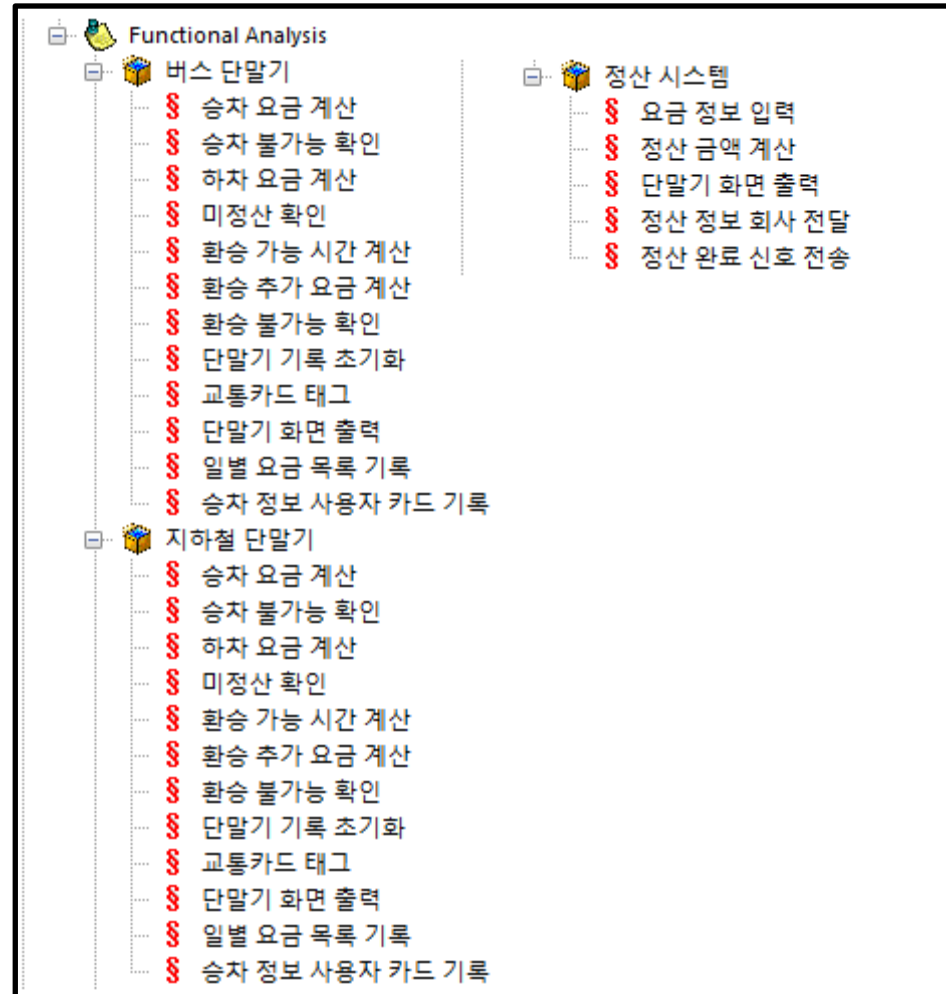 Functional Analysis
버스 단말기
승차 요금 계산
승차 불가능 확인
하차 요금 계산
미정산 확인
환승 가능 시간 계산
환승 추가 요금 계산
환승 불가능 확인
단말기 기록 초기화
교통카드 태그
단말기 화면 출력
일별 요금 목록 기록
승차 정보 사용자 카드 기록
지하철 단말기
승차 요금 계산
승차 불가능 확인
하차 요금 계산
미정산 확인
환승 가능 시간 계산
환승 추가 요금 계산
환승 불가능 확인
단말기 기록 초기화
교통카드 태그
단말기 화면 출력
일별 요금 목록 기록
승차 정보 사용자 카드 기록
정산 시스템
요금 정보 입력
정산 금액 계산
단말기 화면 출력
정산 정보 회사 전달
정산 완료 신호 전송